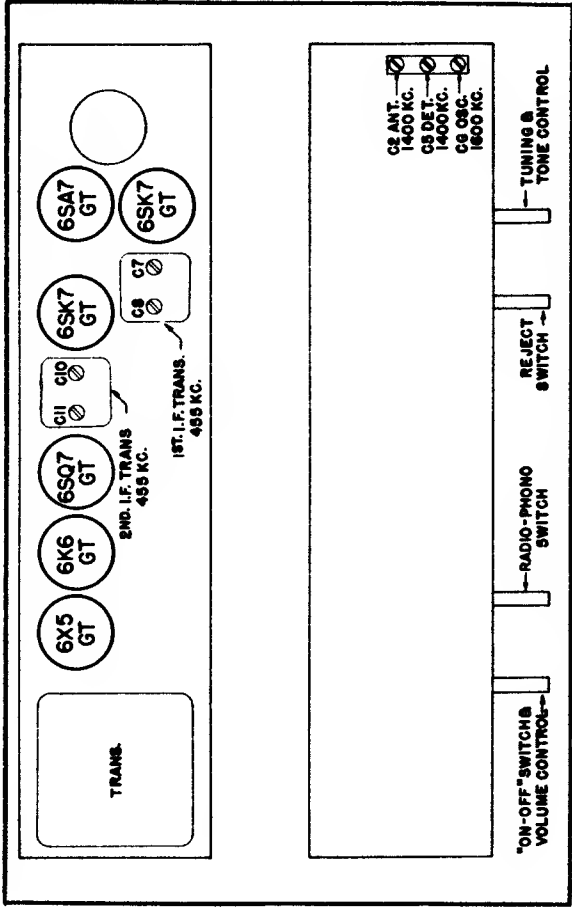 TRANS.
6X5
GT
6K6
GT
6SQ7
GT
C11
C10
2ND. I.F. TRANS
455 KC.
6SK7
GT
C8
C7
1ST. I.F. TRANS.
455 KC.
6SA7
GT
6SK7
GT
C2 ANT.
1400 KC.
C5 DET.
1400 KC.
C6 OSC.
1600 KC.
"ON-OFF" SWITCH &
VOLUME CONTROL
RADIO-PHONO
SWITCH
REJECT
SWITCH
TUNING &
TONE CONTROL